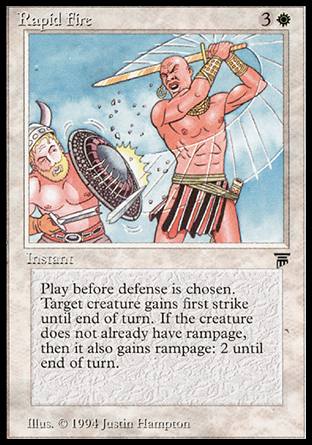 Rapid Fire 3
Instant
Play before defense is chosen.
Target creature gains first strike
until end of turn. If the creature
does not already have rampage,
then it also gains rampage: 2 until
end of turn.
Illus. © 1994 Justin Hampton